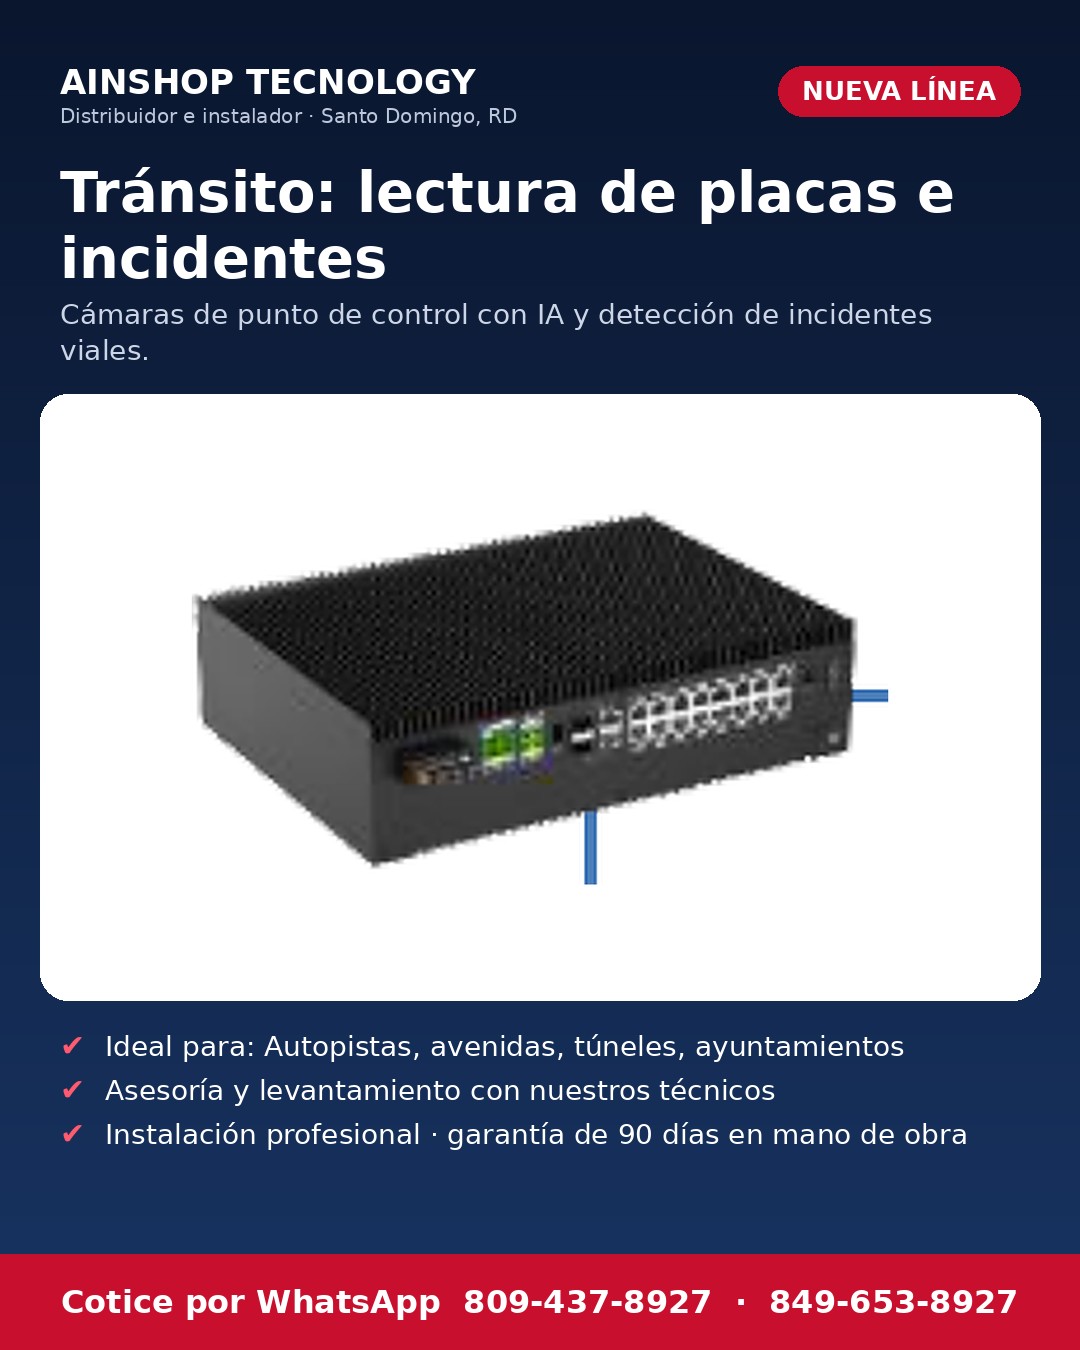 AINSHOP TECNOLOGY
NUEVA LÍNEA
Distribuidor e instalador · Santo Domingo, RD
Tránsito: lectura de placas e
incidentes
Cámaras de punto de control con IA y detección de incidentes
viales.
✔ Ideal para: Autopistas, avenidas, túneles, ayuntamientos
✔ Asesoría y levantamiento con nuestros técnicos
✔ Instalación profesional · garantía de 90 días en mano de obra
Cotice por WhatsApp 809-437-8927 · 849-653-8927